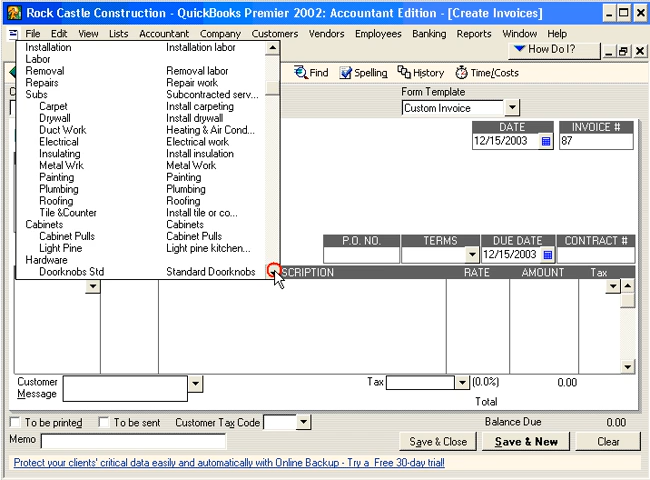 Rock Castle Construction - QuickBooks Premier 2002: Accountant Edition - [Create Invoices]
File Edit View Lists Accountant Company Customers Vendors Employees Banking Reports Window Help
How Do I?
Installation Installation labor
Labor
Removal Removal labor
Repairs Repair work
Subs Subcontracted serv...
Carpet Install carpeting
Drywall Install drywall
Duct Work Heating & Air Cond...
Electrical Electrical work
Insulating Install insulation
Metal Wrk Metal Work
Painting Painting
Plumbing Plumbing
Roofing Roofing
Tile &Counter Install tile or co...
Cabinets Cabinets
Cabinet Pulls Cabinet Pulls
Light Pine Light pine kitchen...
Hardware
Doorknobs Std Standard Doorknobs
Find Spelling History Time/Costs
Form Template
Custom Invoice
DATE INVOICE #
12/15/2003 87
P.O. NO. TERMS DUE DATE CONTRACT #
12/15/2003
SCRIPTION RATE AMOUNT Tax
Customer Message
Tax (0.0%) 0.00
Total
To be printed To be sent Customer Tax Code Balance Due 0.00
Memo Save & Close Save & New Clear
Protect your clients' critical data easily and automatically with Online Backup - Try a Free 30-day trial!